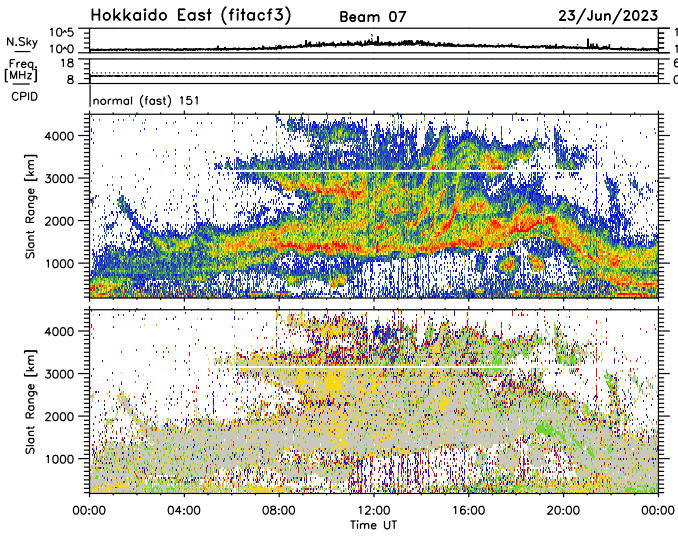 Hokkaido East (fitacf3) Beam 07 23/Jun/2023
N.Sky 10^5 10^0 1 1
Freq. [MHz] 18 8 6 0
CPID normal (fast) 151
Slant Range [km] 4000 3000 2000 1000
Slant Range [km] 4000 3000 2000 1000
00:00 04:00 08:00 12:00 16:00 20:00 00:00
Time UT